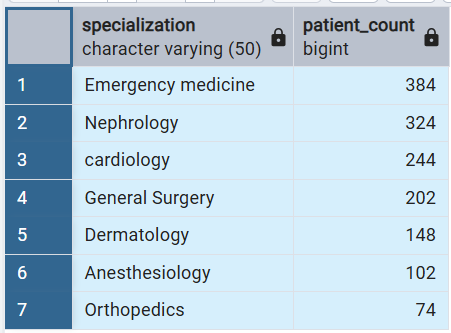 specialization patient_count
character varying (50) bigint
1 Emergency medicine 384
2 Nephrology 324
3 cardiology 244
4 General Surgery 202
5 Dermatology 148
6 Anesthesiology 102
7 Orthopedics 74